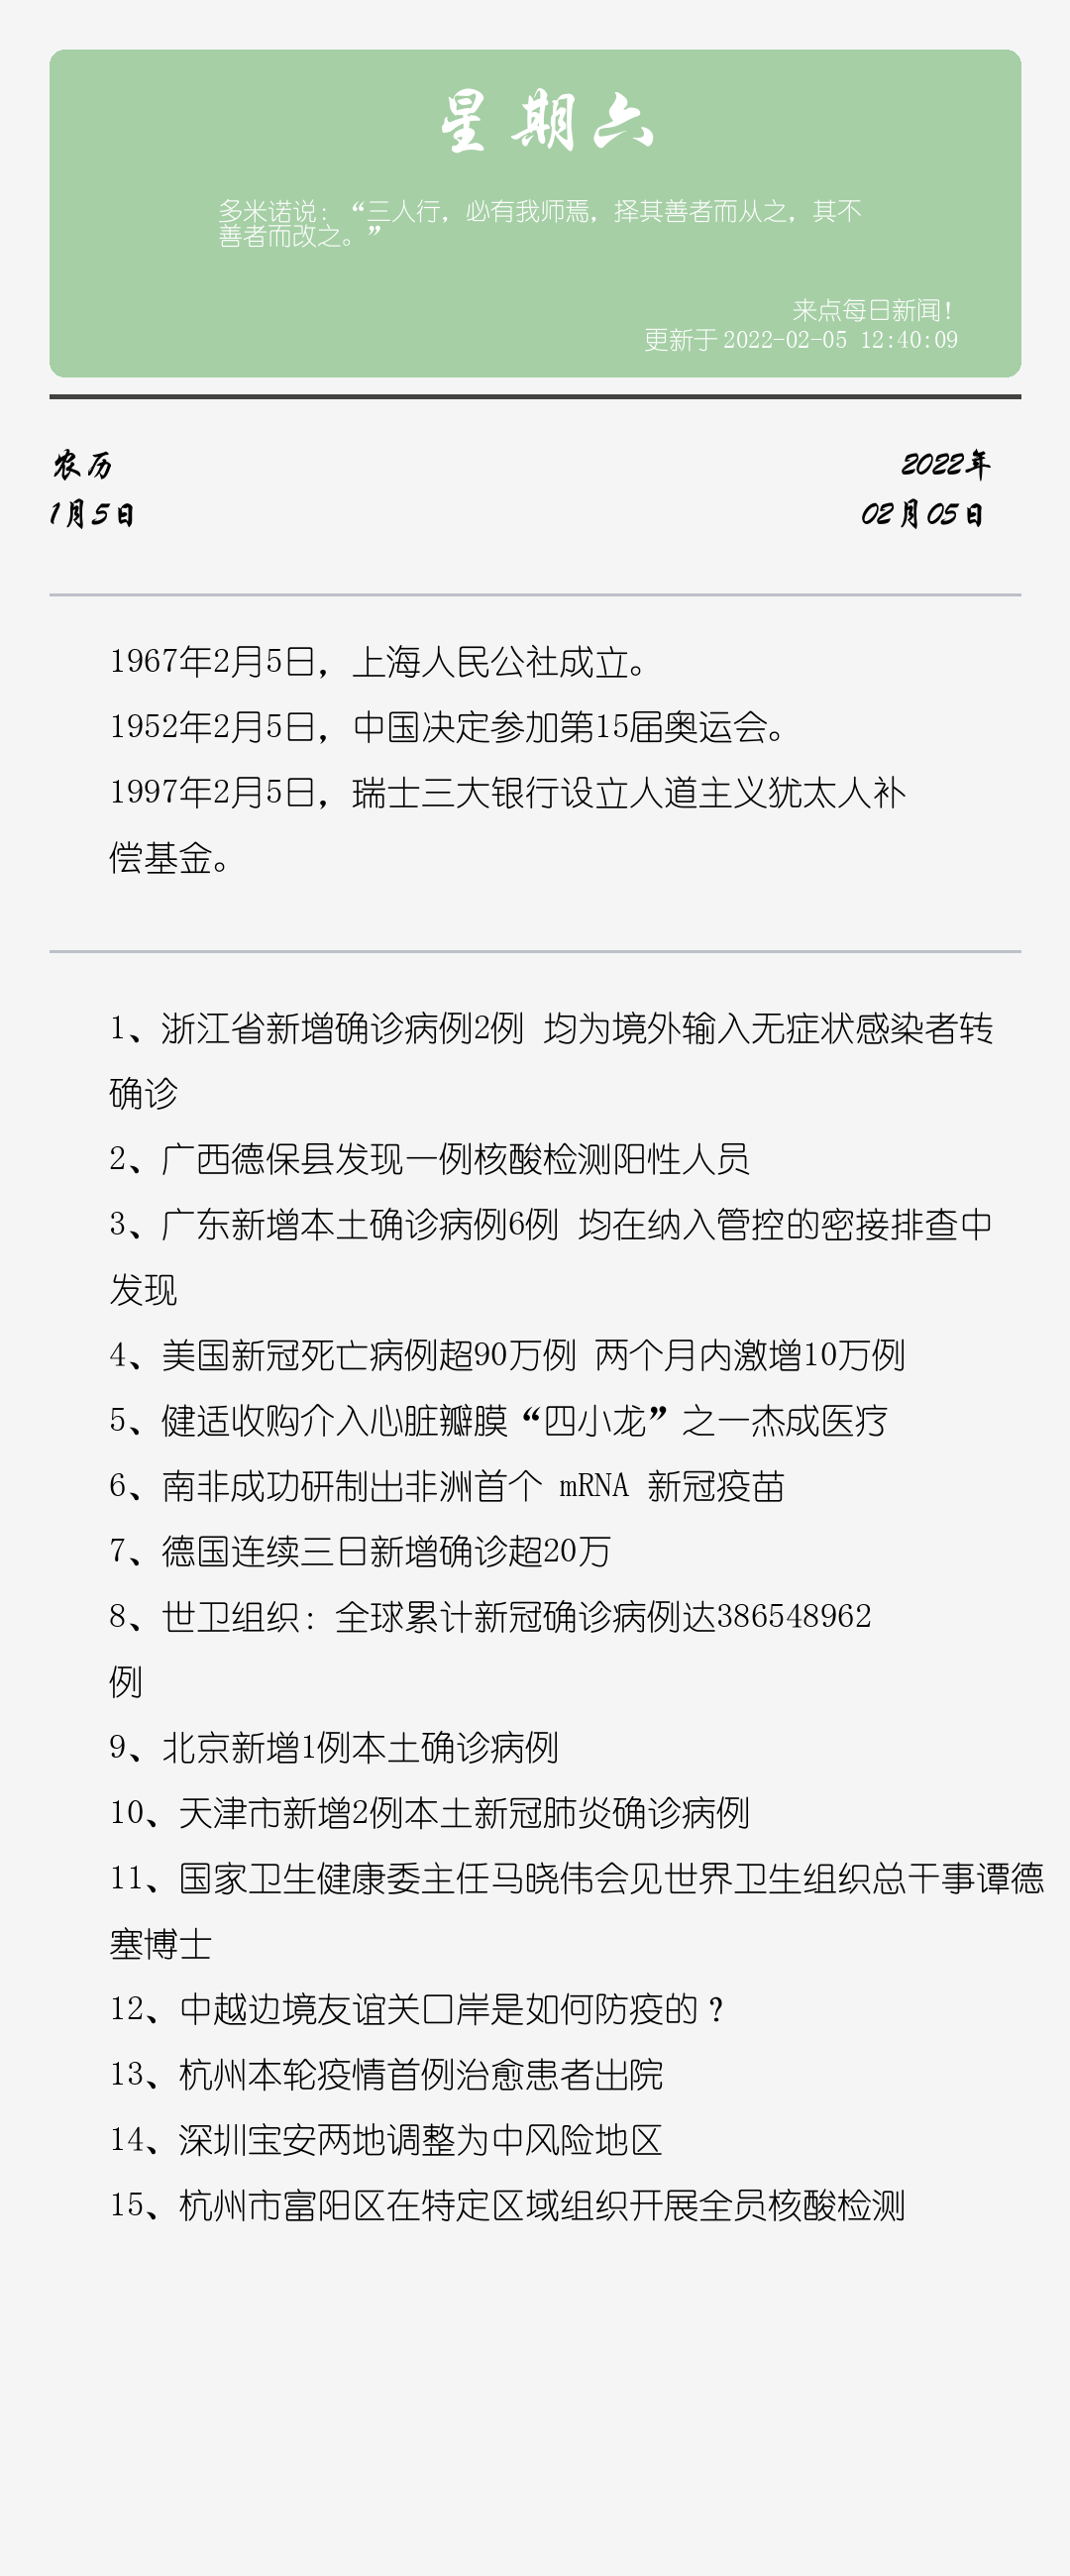 星期六
多米诺说：“三人行，必有我师焉，择其善者而从之，其不
善者而改之。”
来点每日新闻！
更新于2022-02-05 12:40:09
农历
2022年
1月5日
02月05日
1967年2月5日，上海人民公社成立。
1952年2月5日，中国决定参加第15届奥运会。
1997年2月5日，瑞士三大银行设立人道主义犹太人补
偿基金。
1、浙江省新增确诊病例2例 均为境外输入无症状感染者转
确诊
2、广西德保县发现一例核酸检测阳性人员
3、广东新增本土确诊病例6例 均在纳入管控的密接排查中
发现
4、美国新冠死亡病例超90万例 两个月内激增10万例
5、健适收购介入心脏瓣膜“四小龙”之一杰成医疗
6、南非成功研制出非洲首个 mRNA 新冠疫苗
7、德国连续三日新增确诊超20万
8、世卫组织：全球累计新冠确诊病例达386548962
例
9、北京新增1例本土确诊病例
10、天津市新增2例本土新冠肺炎确诊病例
11、国家卫生健康委主任马晓伟会见世界卫生组织总干事谭德
塞博士
12、中越边境友谊关口岸是如何防疫的？
13、杭州本轮疫情首例治愈患者出院
14、深圳宝安两地调整为中风险地区
15、杭州市富阳区在特定区域组织开展全员核酸检测